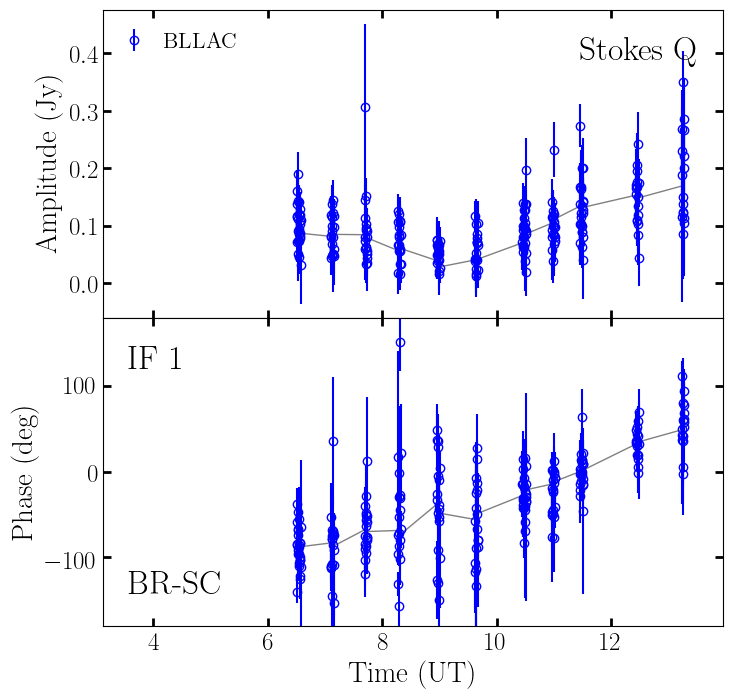 BLLAC
Stokes Q
0.4
0.3
0.2
0.1
0.0
Amplitude (Jy)
IF 1
100
0
−100
Phase (deg)
BR-SC
4 6 8 10 12
Time (UT)